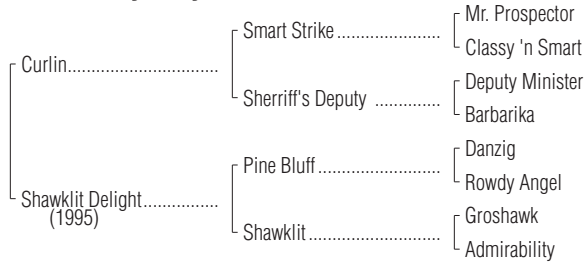 Mr. Prospector
Smart Strike ......................
Classy 'n Smart
Curlin................................
Deputy Minister
Sherriff's Deputy ..............
Barbarika
Danzig
Pine Bluff ..........................
Rowdy Angel
Shawklit Delight................
(1995)
Groshawk
Shawklit ............................
Admirability